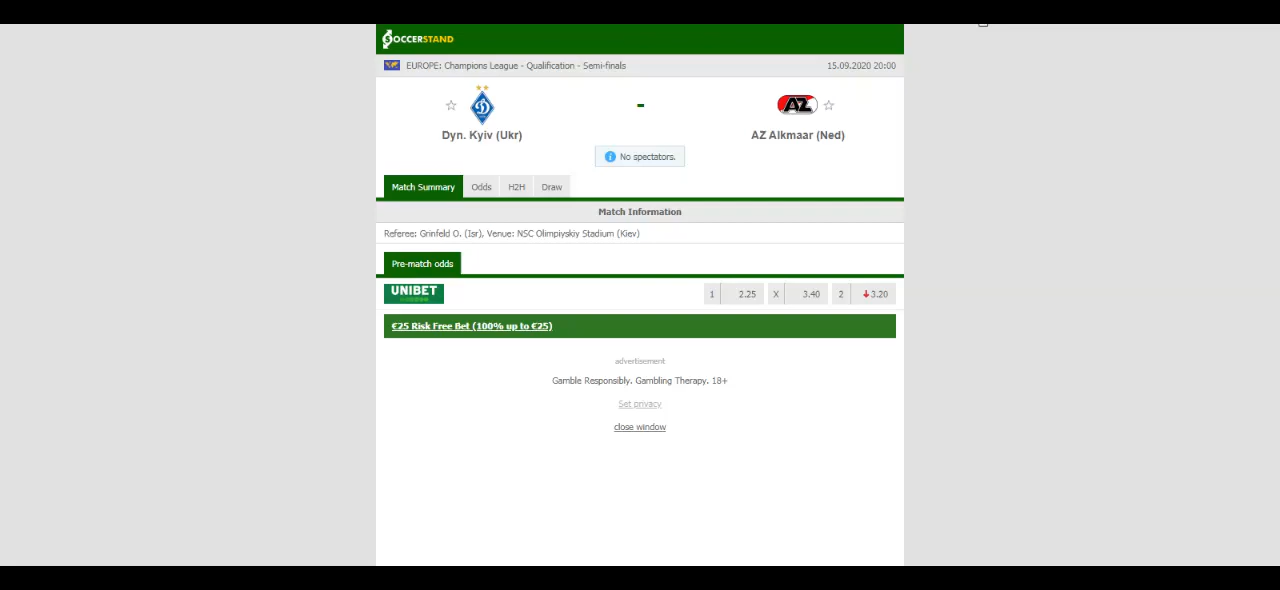 SOCCERSTAND
EUROPE: Champions League - Qualification - Semi-finals 15.09.2020 20:00
AZ
Dyn. Kyiv (Ukr) - AZ Alkmaar (Ned)
No spectators.
Match Summary Odds H2H Draw
Match Information
Referee: Grinfeld O. (Isr), Venue: NSC Olimpiyskiy Stadium (Kiev)
Pre-match odds
UNIBET 1 2.25 X 3.40 2 3.20
€25 Risk Free Bet (100% up to €25)
advertisement
Gamble Responsibly. Gambling Therapy. 18+
Set privacy
close window